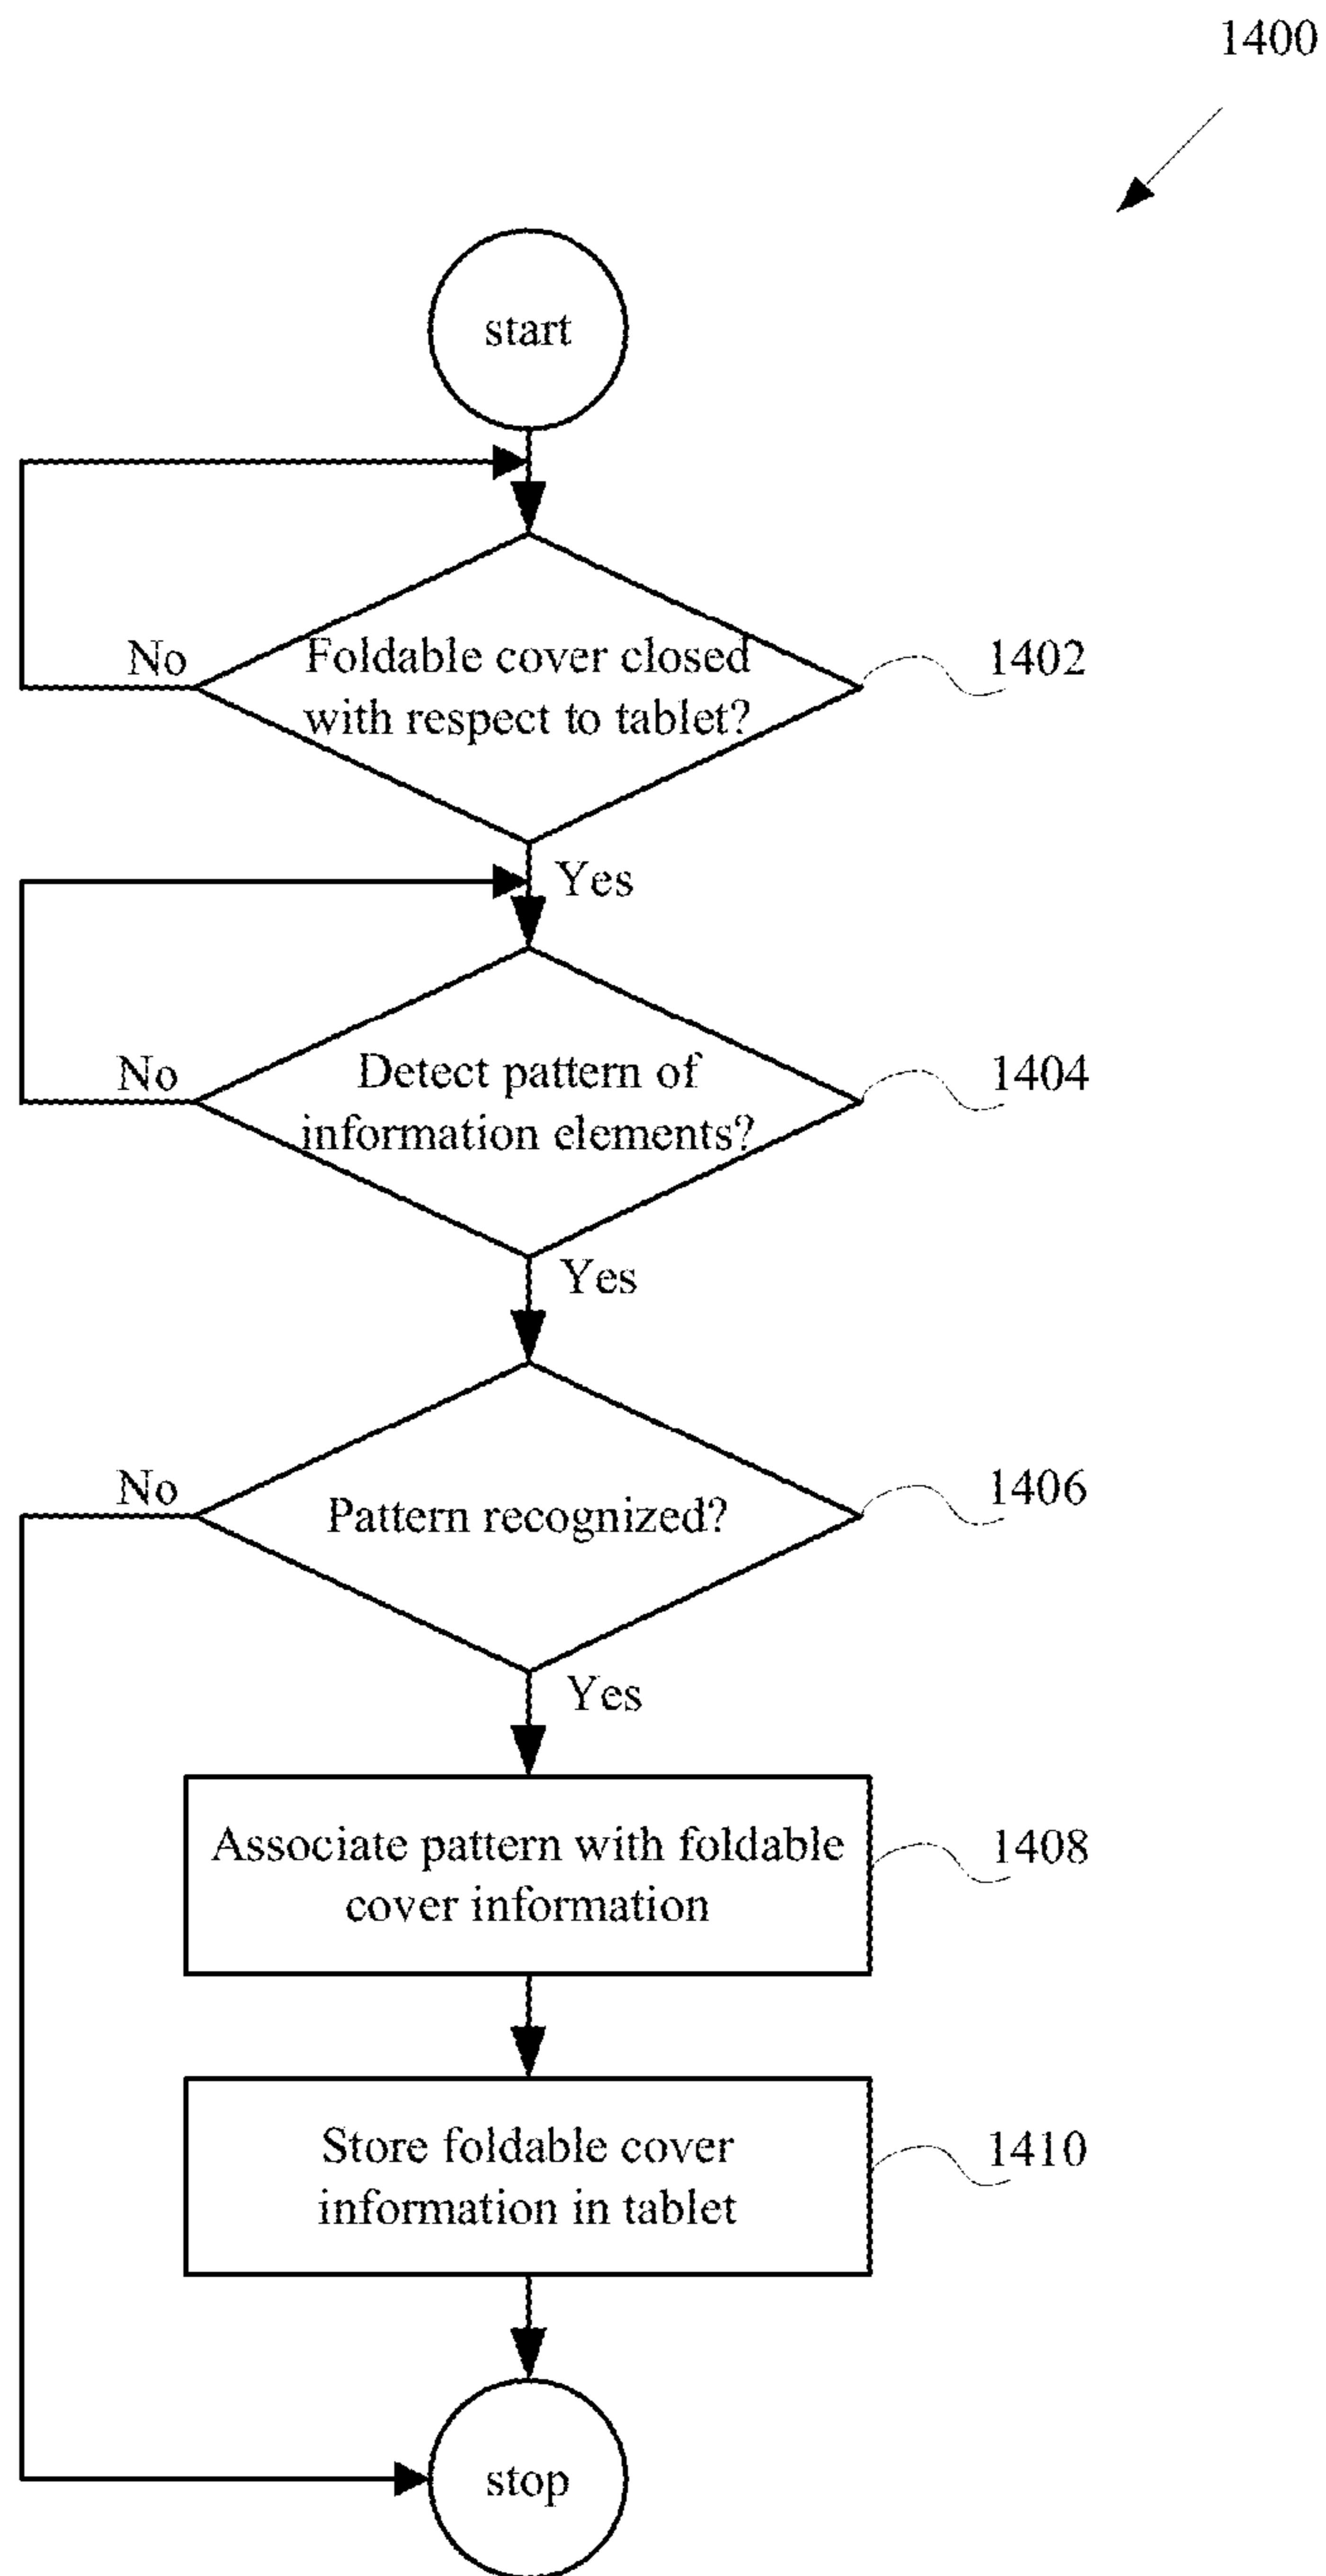 1400
start
No
Foldable cover closed
with respect to tablet?
1402
Yes
No
Detect pattern of
information elements?
1404
Yes
No
Pattern recognized?
1406
Yes
Associate pattern with foldable
cover information
1408
Store foldable cover
information in tablet
1410
stop